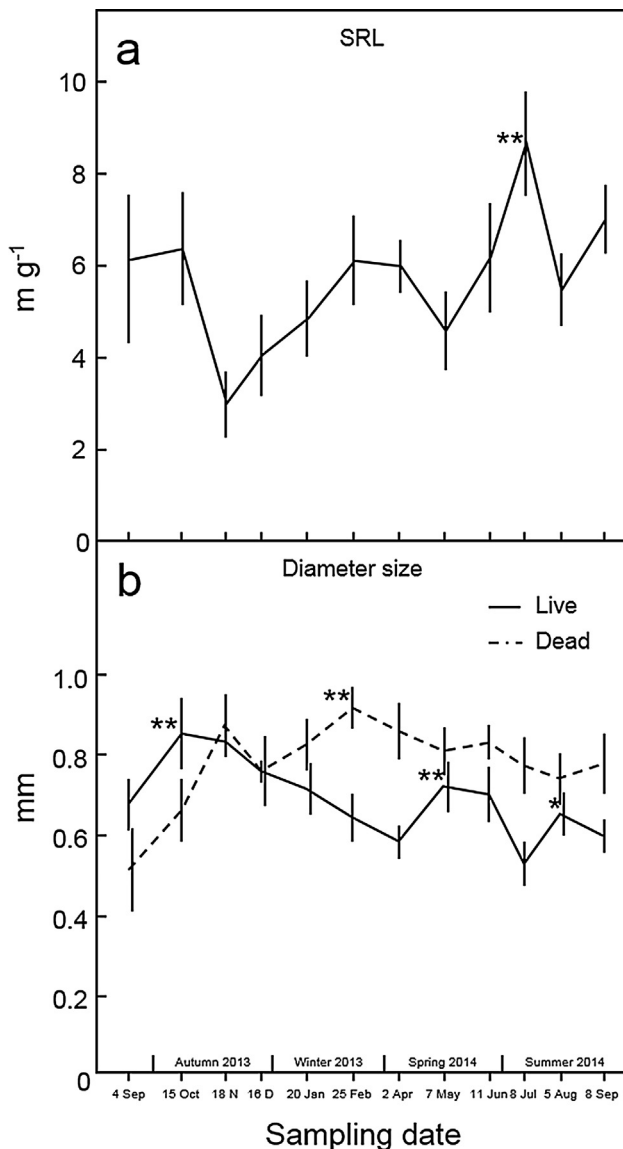 a
SRL
10
8
6
4
2
0
m g-1
**
b
Diameter size
Live
Dead
1.0
0.8
0.6
0.4
0.2
0
mm
**
**
**
*
Autumn 2013 Winter 2013 Spring 2014 Summer 2014
4 Sep 15 Oct 18 N 16 D 20 Jan 25 Feb 2 Apr 7 May 11 Jun 8 Jul 5 Aug 8 Sep
Sampling date